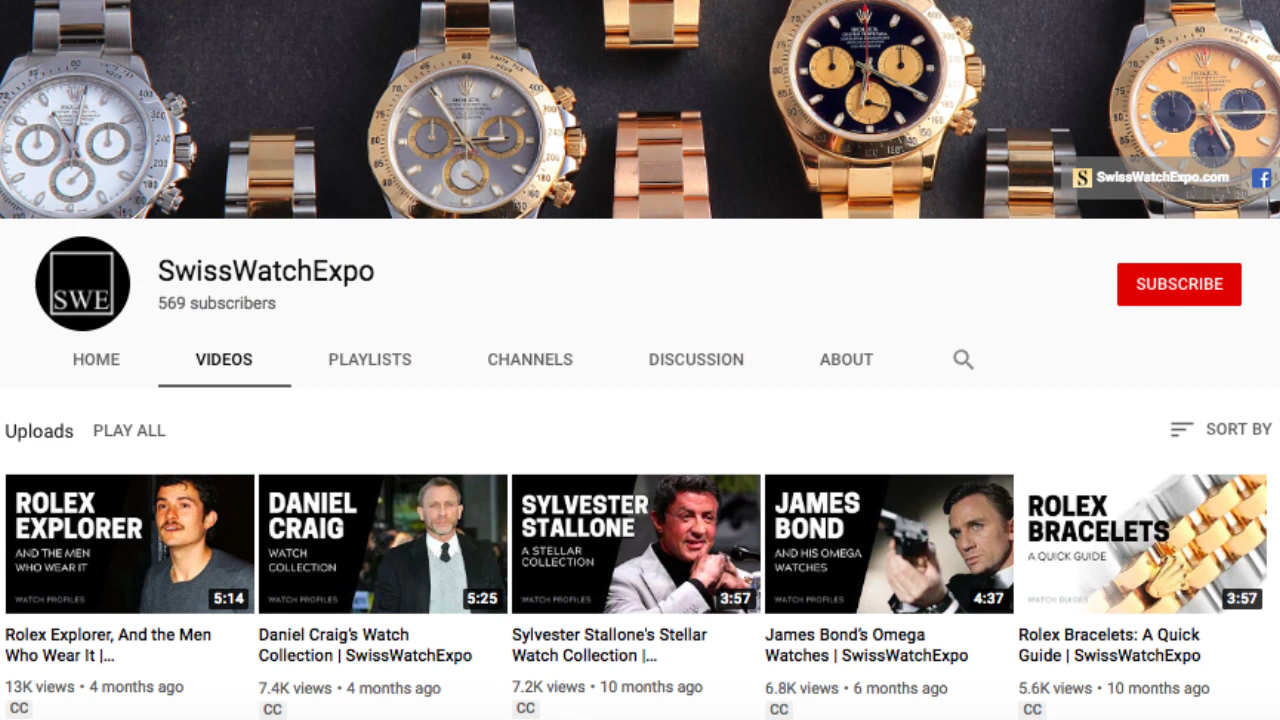 SwissWatchExpo.com
SWE
SwissWatchExpo
569 subscribers
SUBSCRIBE
HOME
VIDEOS
PLAYLISTS
CHANNELS
DISCUSSION
ABOUT
Uploads
PLAY ALL
SORT BY
ROLEX
EXPLORER
AND THE MEN
WHO WEAR IT
WATCH PROFILES
5:14
DANIEL
CRAIG
WATCH
COLLECTION
WATCH PROFILES
5:25
SYLVESTER
STALLONE
A STELLAR
COLLECTION
WATCH PROFILES
3:57
JAMES
BOND
AND HIS OMEGA
WATCHES
WATCH PROFILES
4:37
ROLEX
BRACELETS
A QUICK GUIDE
WATCH GUIDES
3:57
Rolex Explorer, And the Men
Who Wear It |...
13K views • 4 months ago
CC
Daniel Craig's Watch
Collection | SwissWatchExpo
7.4K views • 4 months ago
CC
Sylvester Stallone's Stellar
Watch Collection |...
7.2K views • 10 months ago
CC
James Bond's Omega
Watches | SwissWatchExpo
6.8K views • 6 months ago
CC
Rolex Bracelets: A Quick
Guide | SwissWatchExpo
5.6K views • 10 months ago
CC